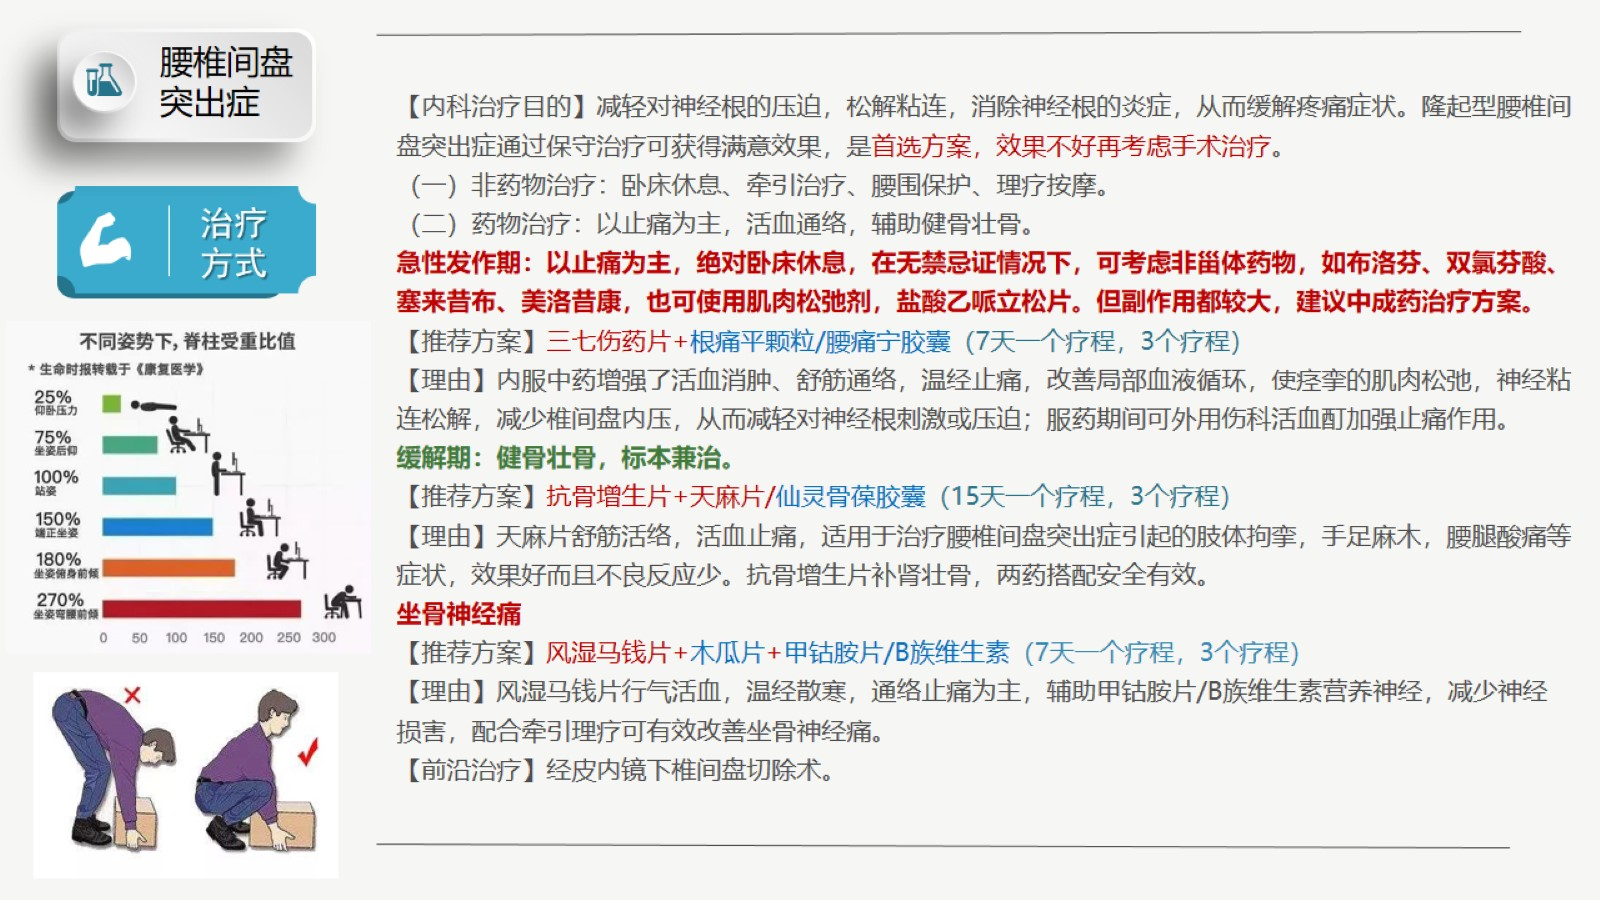 腰椎间盘
突出症
治疗
方式
不同姿势下，脊柱受重比值
* 生命时报转载于《康复医学》
25%
仰卧压力
75%
坐姿后仰
100%
站姿
150%
端正坐姿
180%
坐姿俯身前倾
270%
坐姿弯腰前倾
0 50 100 150 200 250 300
【内科治疗目的】减轻对神经根的压迫，松解粘连，消除神经根的炎症，从而缓解疼痛症状。隆起型腰椎间
盘突出症通过保守治疗可获得满意效果，是首选方案，效果不好再考虑手术治疗。
（一）非药物治疗：卧床休息、牵引治疗、腰围保护、理疗按摩。
（二）药物治疗：以止痛为主，活血通络，辅助健骨壮骨。
急性发作期：以止痛为主，绝对卧床休息，在无禁忌证情况下，可考虑非甾体药物，如布洛芬、双氯芬酸、
塞来昔布、美洛昔康，也可使用肌肉松弛剂，盐酸乙哌立松片。但副作用都较大，建议中成药治疗方案。
【推荐方案】三七伤药片+根痛平颗粒/腰痛宁胶囊（7天一个疗程，3个疗程）
【理由】内服中药增强了活血消肿、舒筋通络，温经止痛，改善局部血液循环，使痉挛的肌肉松弛，神经粘
连松解，减少椎间盘内压，从而减轻对神经根刺激或压迫；服药期间可外用伤科活血酊加强止痛作用。
缓解期：健骨壮骨，标本兼治。
【推荐方案】抗骨增生片+天麻片/仙灵骨葆胶囊（15天一个疗程，3个疗程）
【理由】天麻片舒筋活络，活血止痛，适用于治疗腰椎间盘突出症引起的肢体拘挛，手足麻木，腰腿酸痛等
症状，效果好而且不良反应少。抗骨增生片补肾壮骨，两药搭配安全有效。
坐骨神经痛
【推荐方案】风湿马钱片+木瓜片+甲钴胺片/B族维生素（7天一个疗程，3个疗程）
【理由】风湿马钱片行气活血，温经散寒，通络止痛为主，辅助甲钴胺片/B族维生素营养神经，减少神经
损害，配合牵引理疗可有效改善坐骨神经痛。
【前沿治疗】经皮内镜下椎间盘切除术。